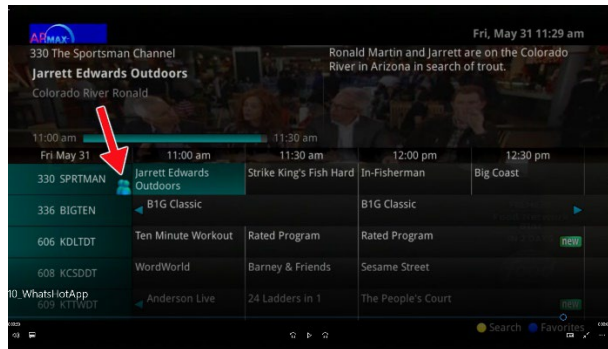 APMAX
Fri, May 31 11:29 am
330 The Sportsman Channel
Ronald Martin and Jarrett are on the Colorado
Jarrett Edwards Outdoors
River in Arizona in search of trout.
Colorado River Ronald
11:00 am 11:30 am
Fri May 31 11:00 am 11:30 am 12:00 pm 12:30 pm
330 SPRTMAN Jarrett Edwards Outdoors Strike King's Fish Hard In-Fisherman Big Coast
336 BIGTEN B1G Classic B1G Classic
606 KDLTDT Ten Minute Workout Rated Program Rated Program new
608 KCSDDT WordWorld Barney & Friends Sesame Street
10_WhatsHotApp
609 KTTWDT Anderson Live 24 Ladders in 1 The People's Court new
Search Favorites